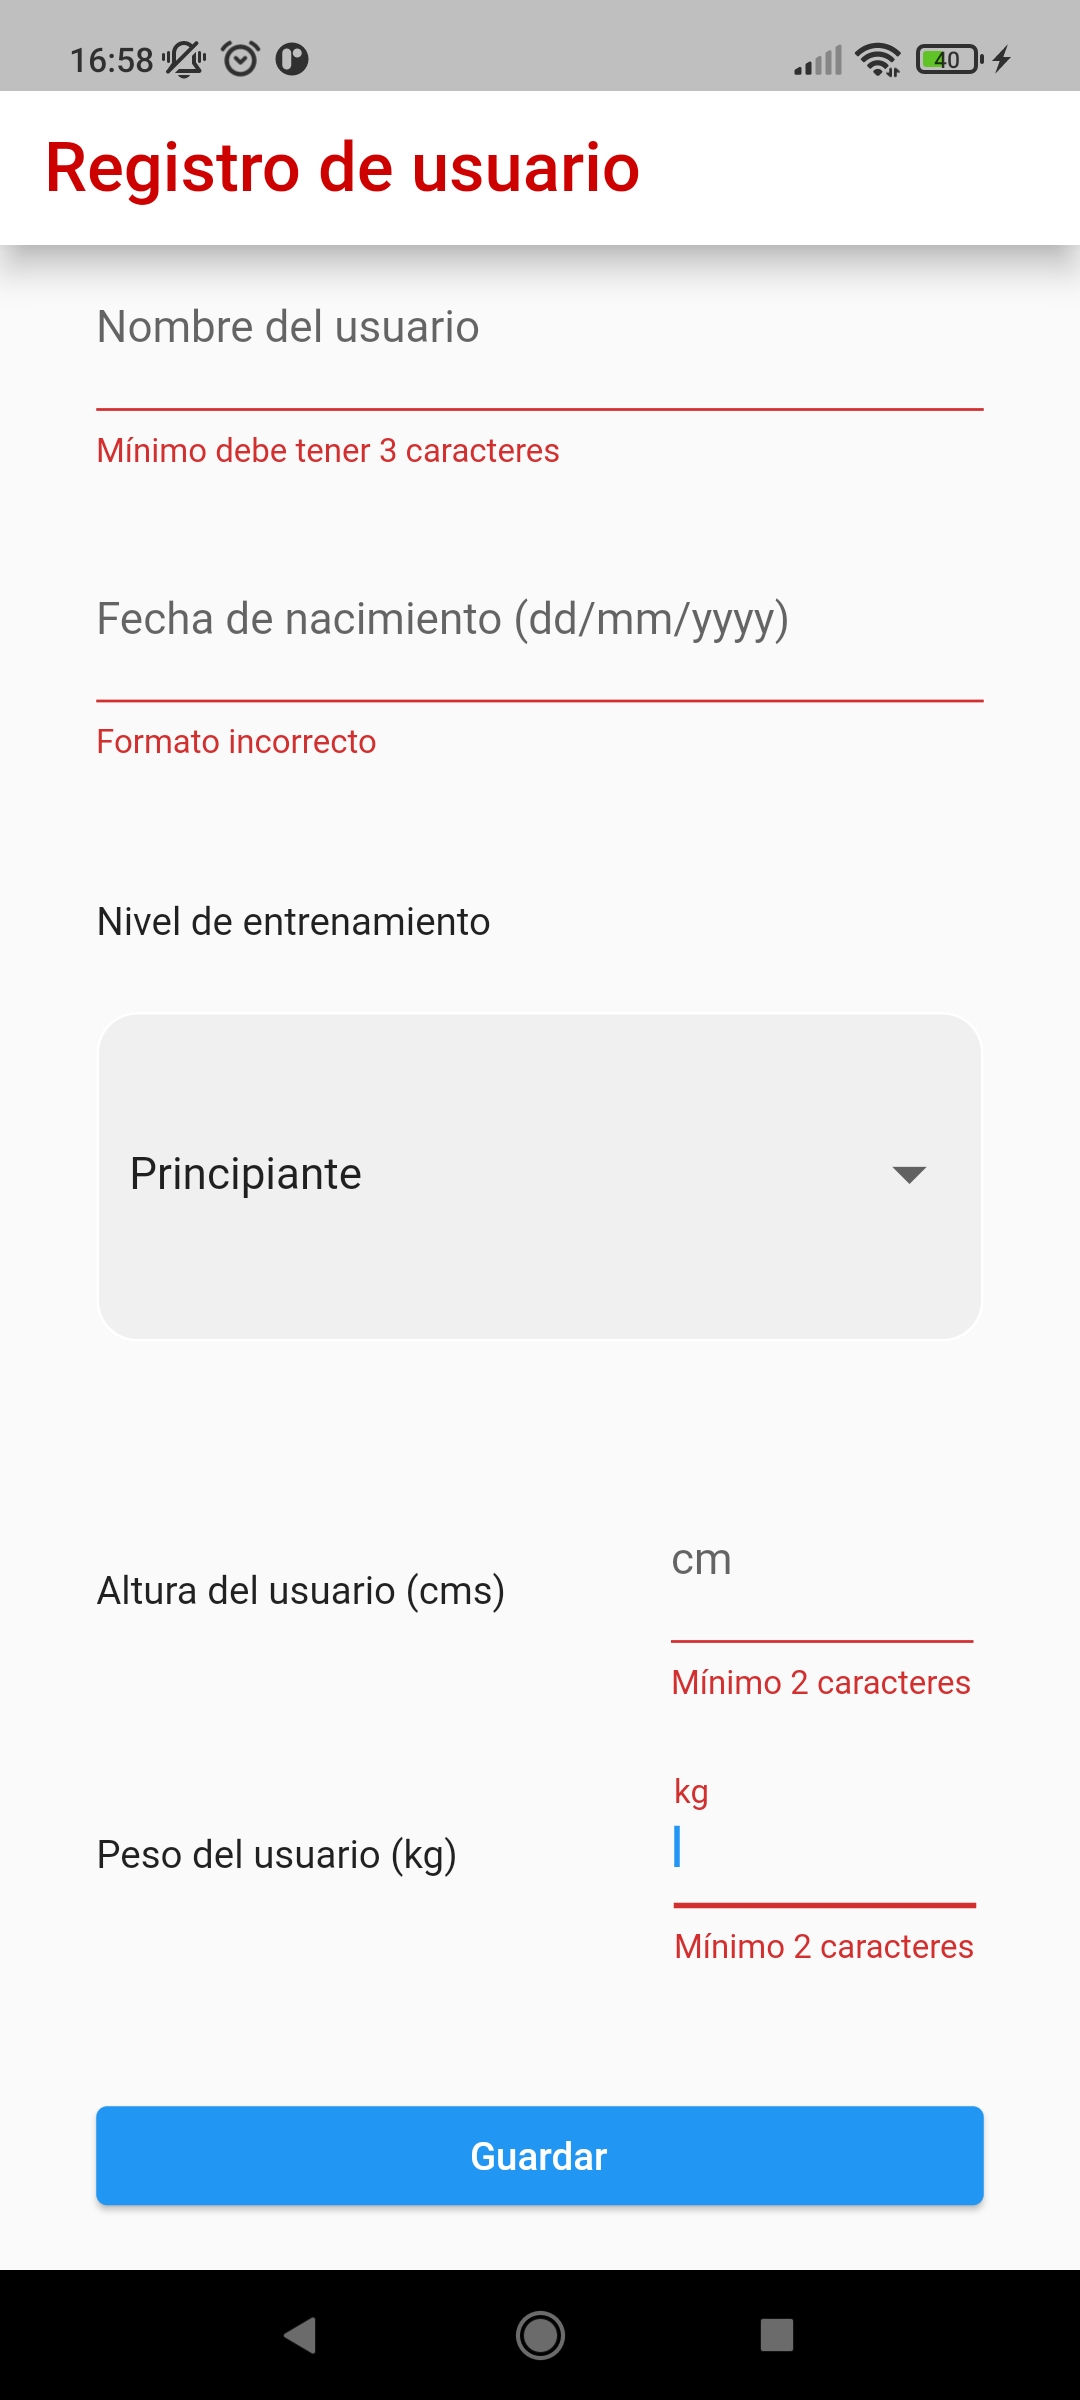 16:58
40
Registro de usuario
Nombre del usuario
Mínimo debe tener 3 caracteres
Fecha de nacimiento (dd/mm/yyyy)
Formato incorrecto
Nivel de entrenamiento
Principiante
cm
Altura del usuario (cms)
Mínimo 2 caracteres
kg
Peso del usuario (kg)
Mínimo 2 caracteres
Guardar